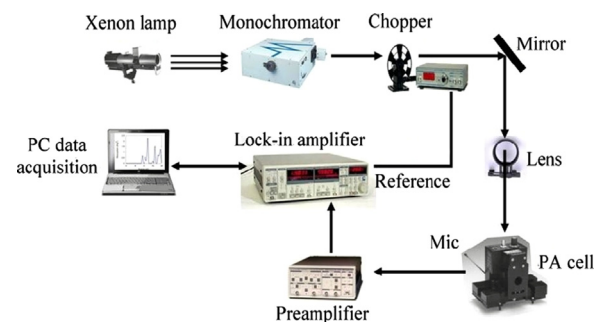 Xenon lamp
Monochromator
Chopper
Mirror
PC data
acquisition
Lock-in amplifier
Reference
Lens
Mic
PA cell
Preamplifier